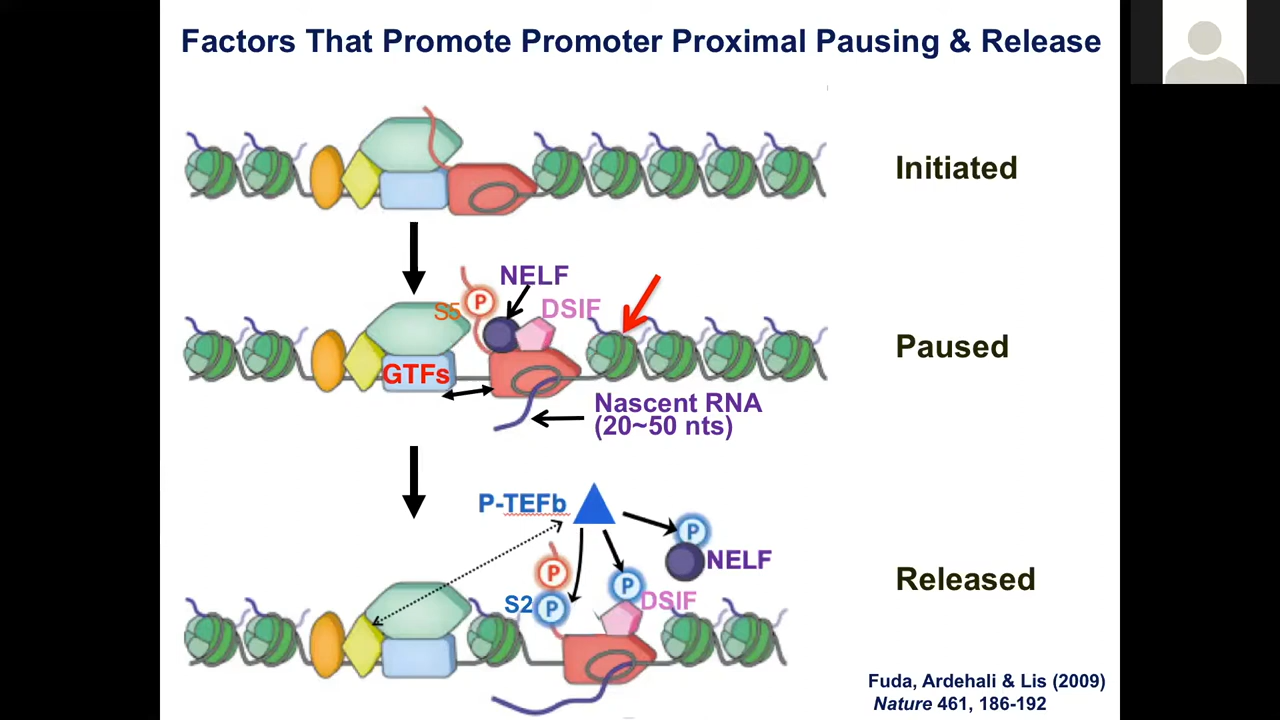 Factors That Promote Promoter Proximal Pausing & Release
Initiated
NELF
P
S5
DSIF
Paused
GTFs
Nascent RNA
(20~50 nts)
P-TEFb
P
NELF
P
P
Released
S2
P
DSIF
Fuda, Ardehali & Lis (2009)
Nature 461, 186-192